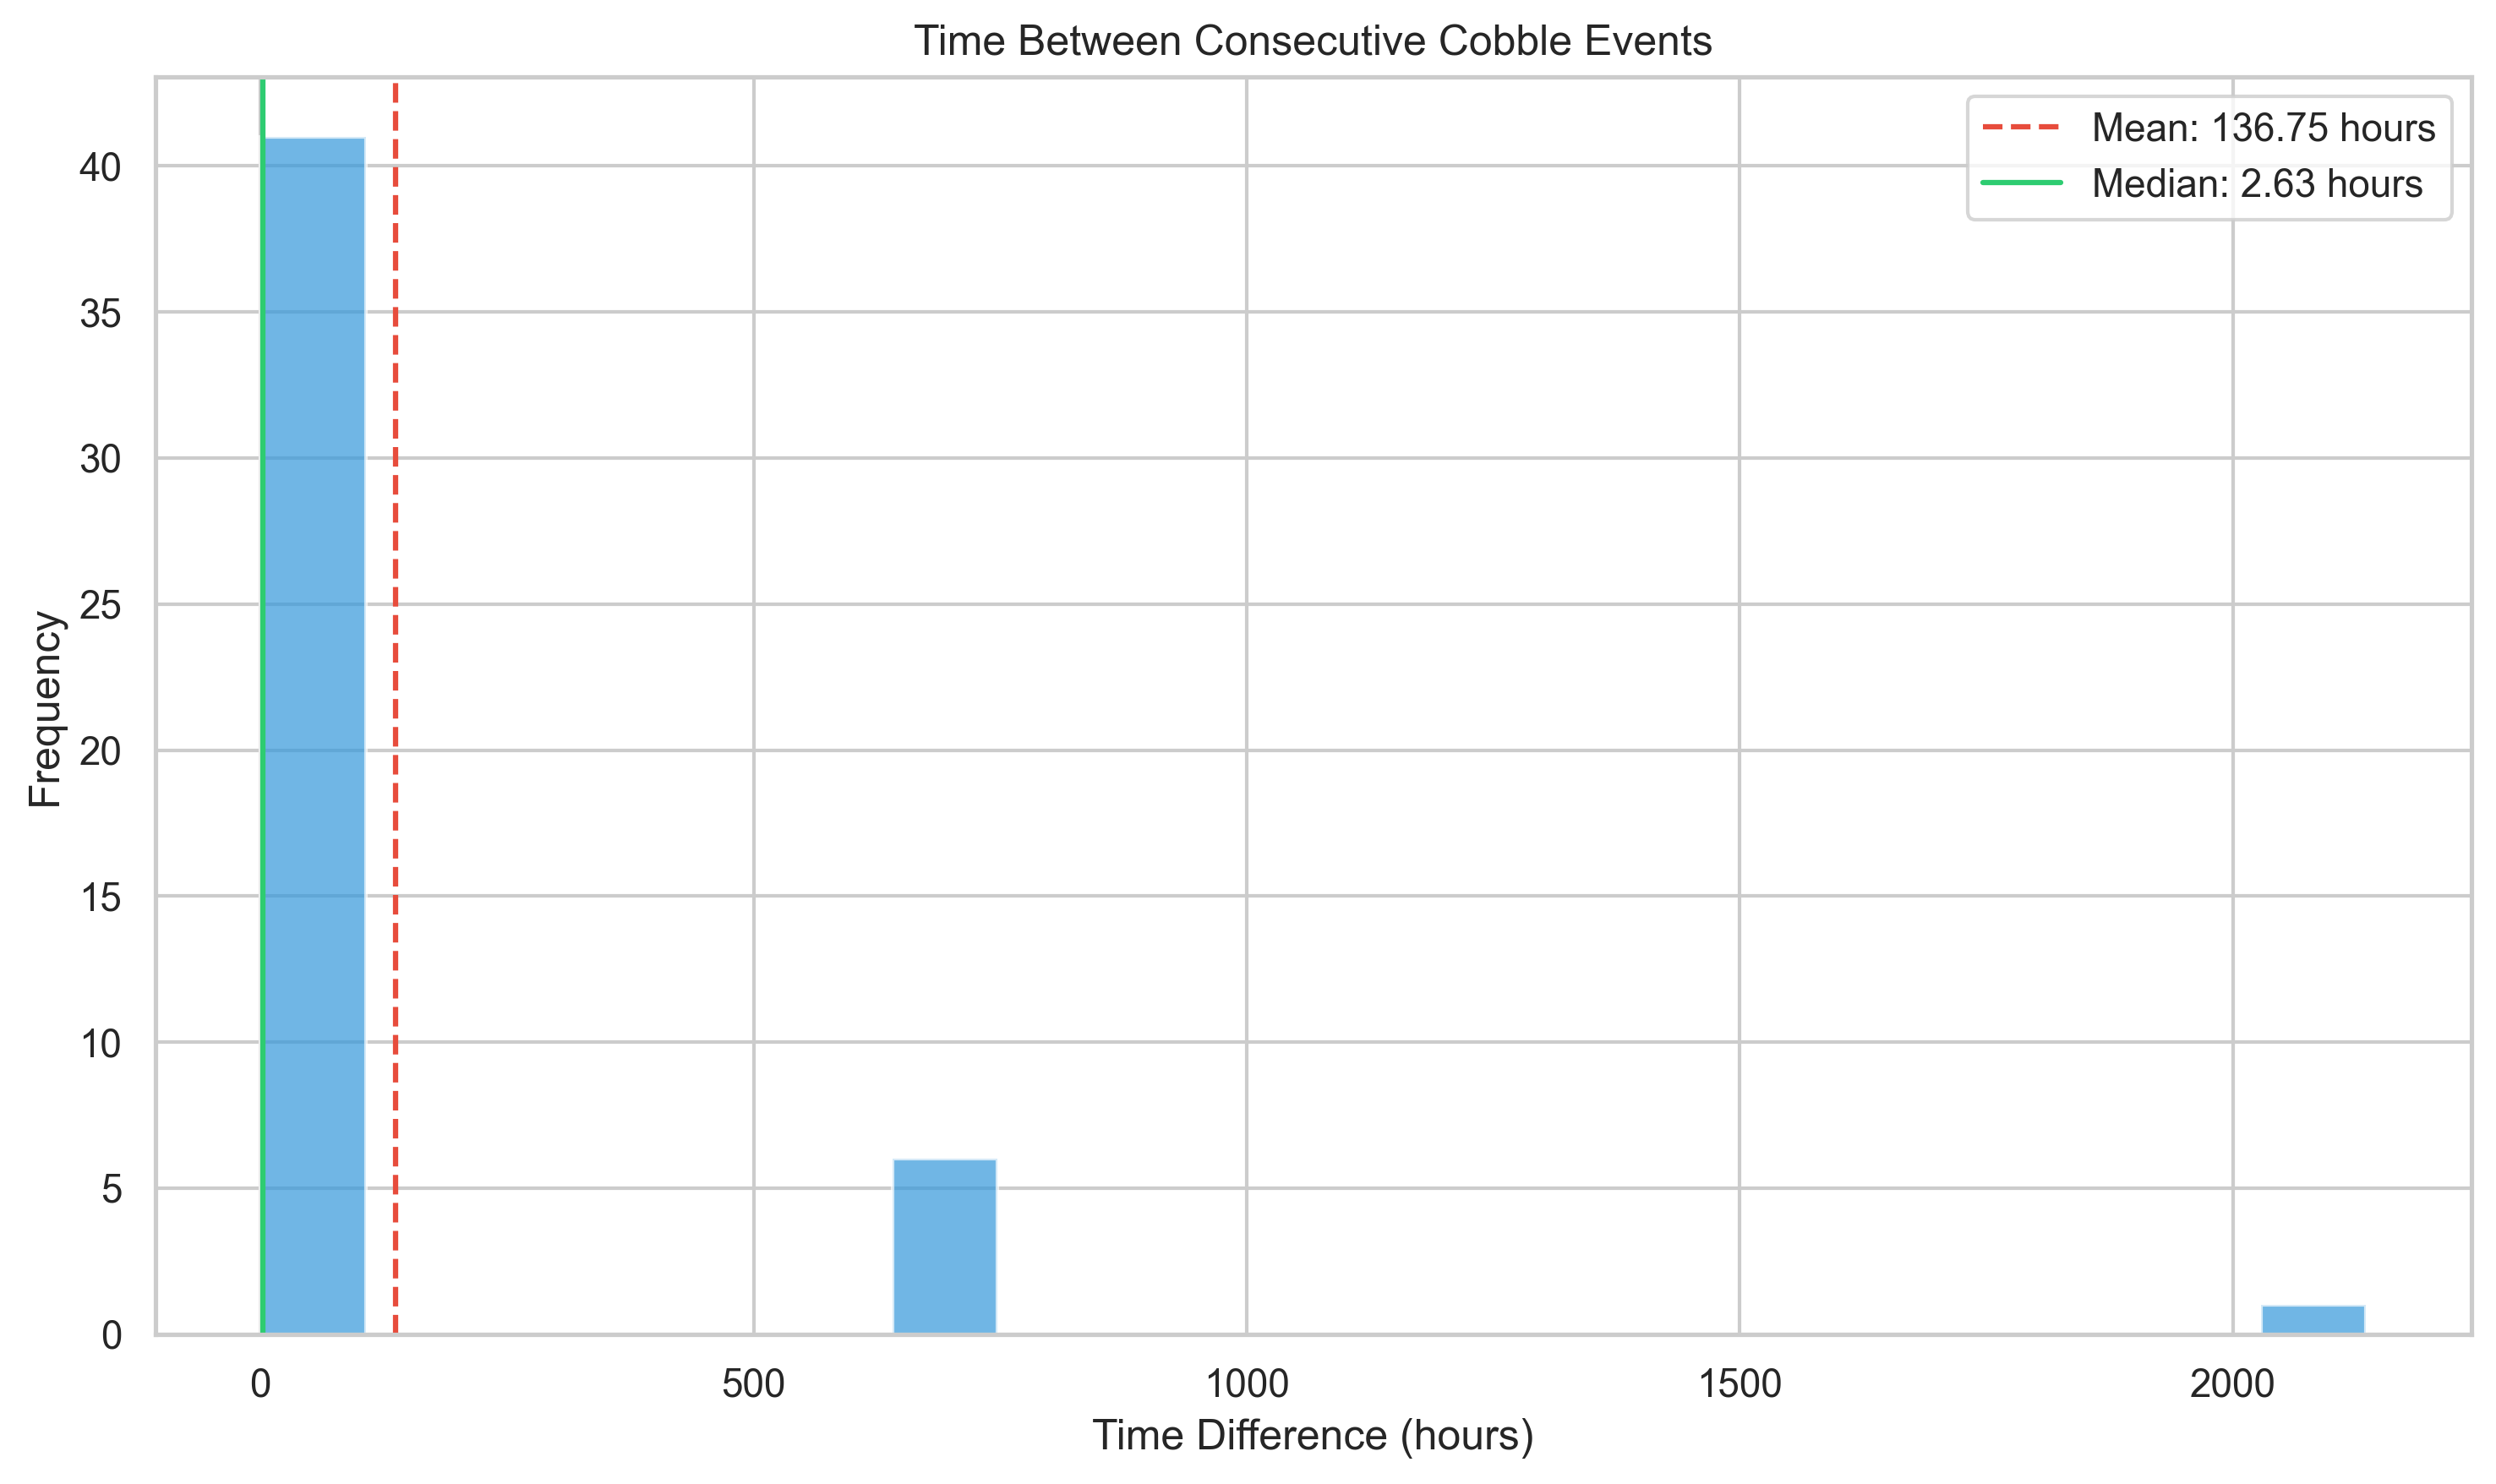 Time Between Consecutive Cobble Events
Mean: 136.75 hours
Median: 2.63 hours
Frequency
40
35
30
25
20
15
10
5
0
0 500 1000 1500 2000
Time Difference (hours)